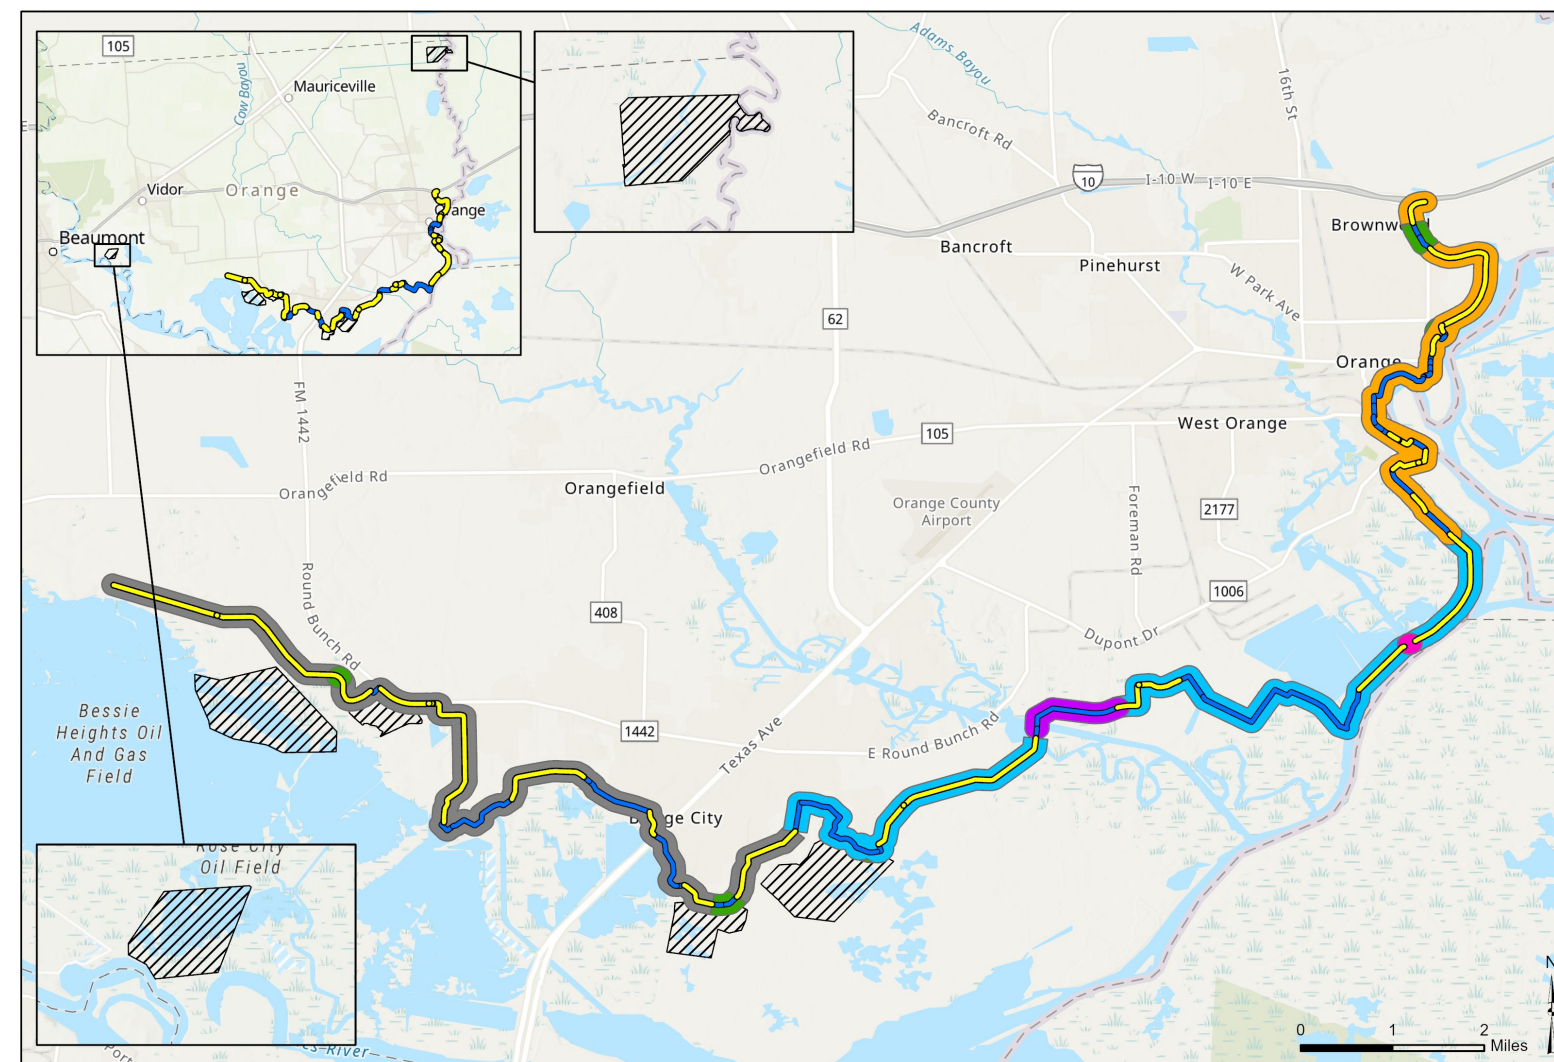 105
Mauriceville
Cow Bayou
Vidor
Orange
Beaumont
Adams Bayou
Bancroft Rd
16th St
10
I-10 W
I-10 E
Bancroft
Pinehurst
W Park Ave
62
Orange
FM 1442
West Orange
105
Orangefield Rd
Orangefield Rd
Orangefield
Orange County
Airport
Foreman Rd
2177
Round Bunch Rd
408
1006
Dupont Dr
Bessie
Heights Oil
And Gas
Field
1442
Texas Ave
E Round Bunch Rd
Rose City
Oil Field
0 1 2
Miles
N